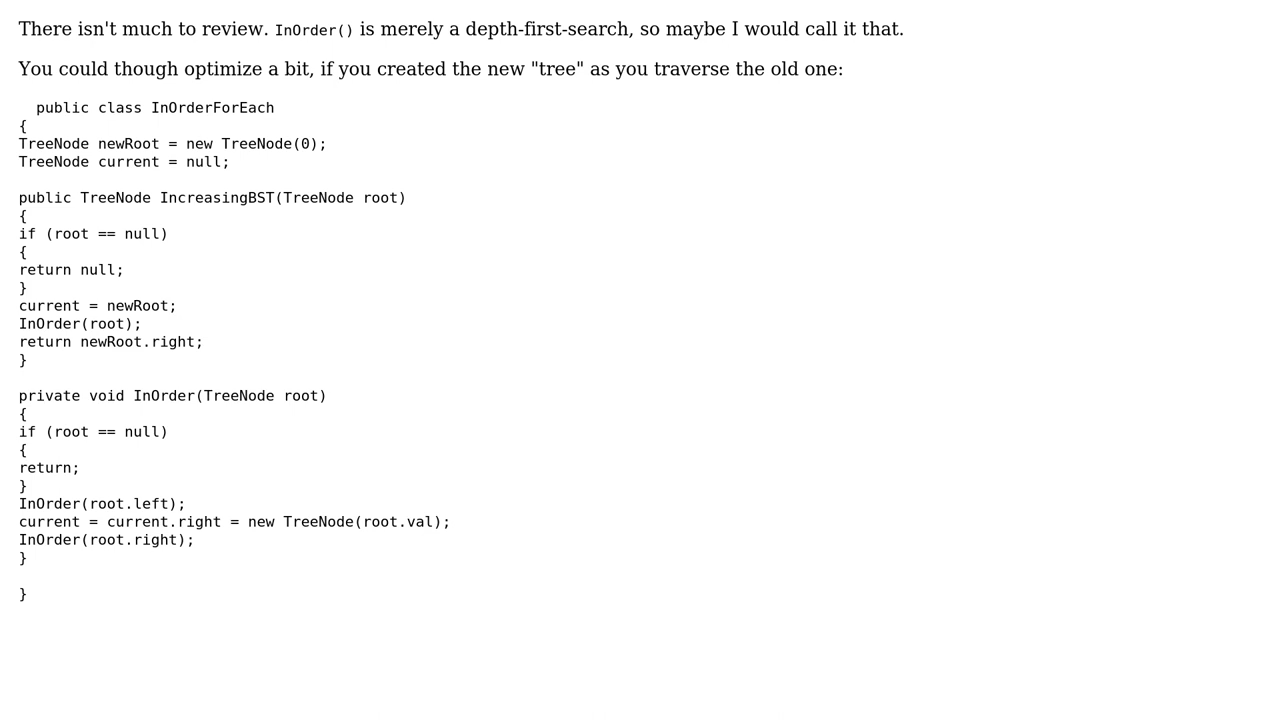 There isn't much to review. InOrder() is merely a depth-first-search, so maybe I would call it that.
You could though optimize a bit, if you created the new "tree" as you traverse the old one:
public class InOrderForEach
{
TreeNode newRoot = new TreeNode(0);
TreeNode current = null;
public TreeNode IncreasingBST(TreeNode root)
{
if (root == null)
{
return null;
}
current = newRoot;
InOrder(root);
return newRoot.right;
}
private void InOrder(TreeNode root)
{
if (root == null)
{
return;
}
InOrder(root.left);
current = current.right = new TreeNode(root.val);
InOrder(root.right);
}
}